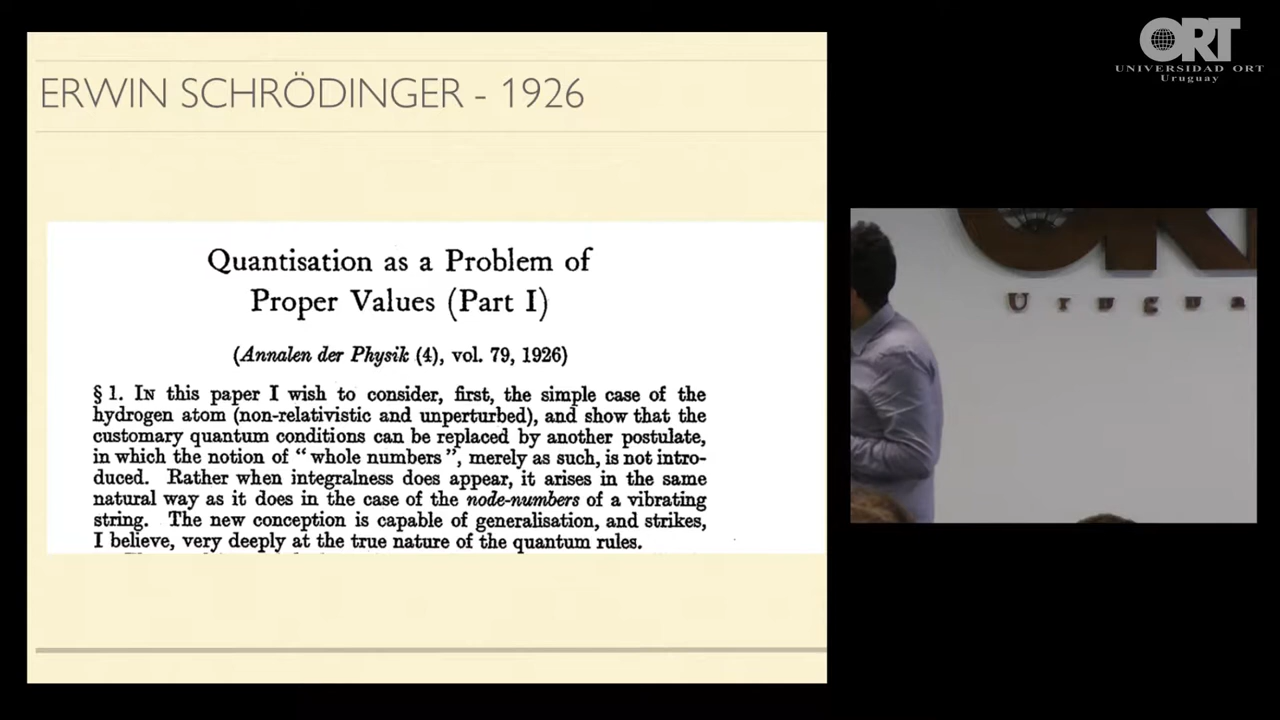 ERWIN SCHRÖDINGER - 1926
Quantisation as a Problem of
Proper Values (Part I)
(Annalen der Physik (4), vol. 79, 1926)
§ 1. IN this paper I wish to consider, first, the simple case of the
hydrogen atom (non-relativistic and unperturbed), and show that the
customary quantum conditions can be replaced by another postulate,
in which the notion of “ whole numbers ”, merely as such, is not intro-
duced. Rather when integralness does appear, it arises in the same
natural way as it does in the case of the node-numbers of a vibrating
string. The new conception is capable of generalisation, and strikes,
I believe, very deeply at the true nature of the quantum rules.
ORT
UNIVERSIDAD ORT
Uruguay
ORT
Urugua